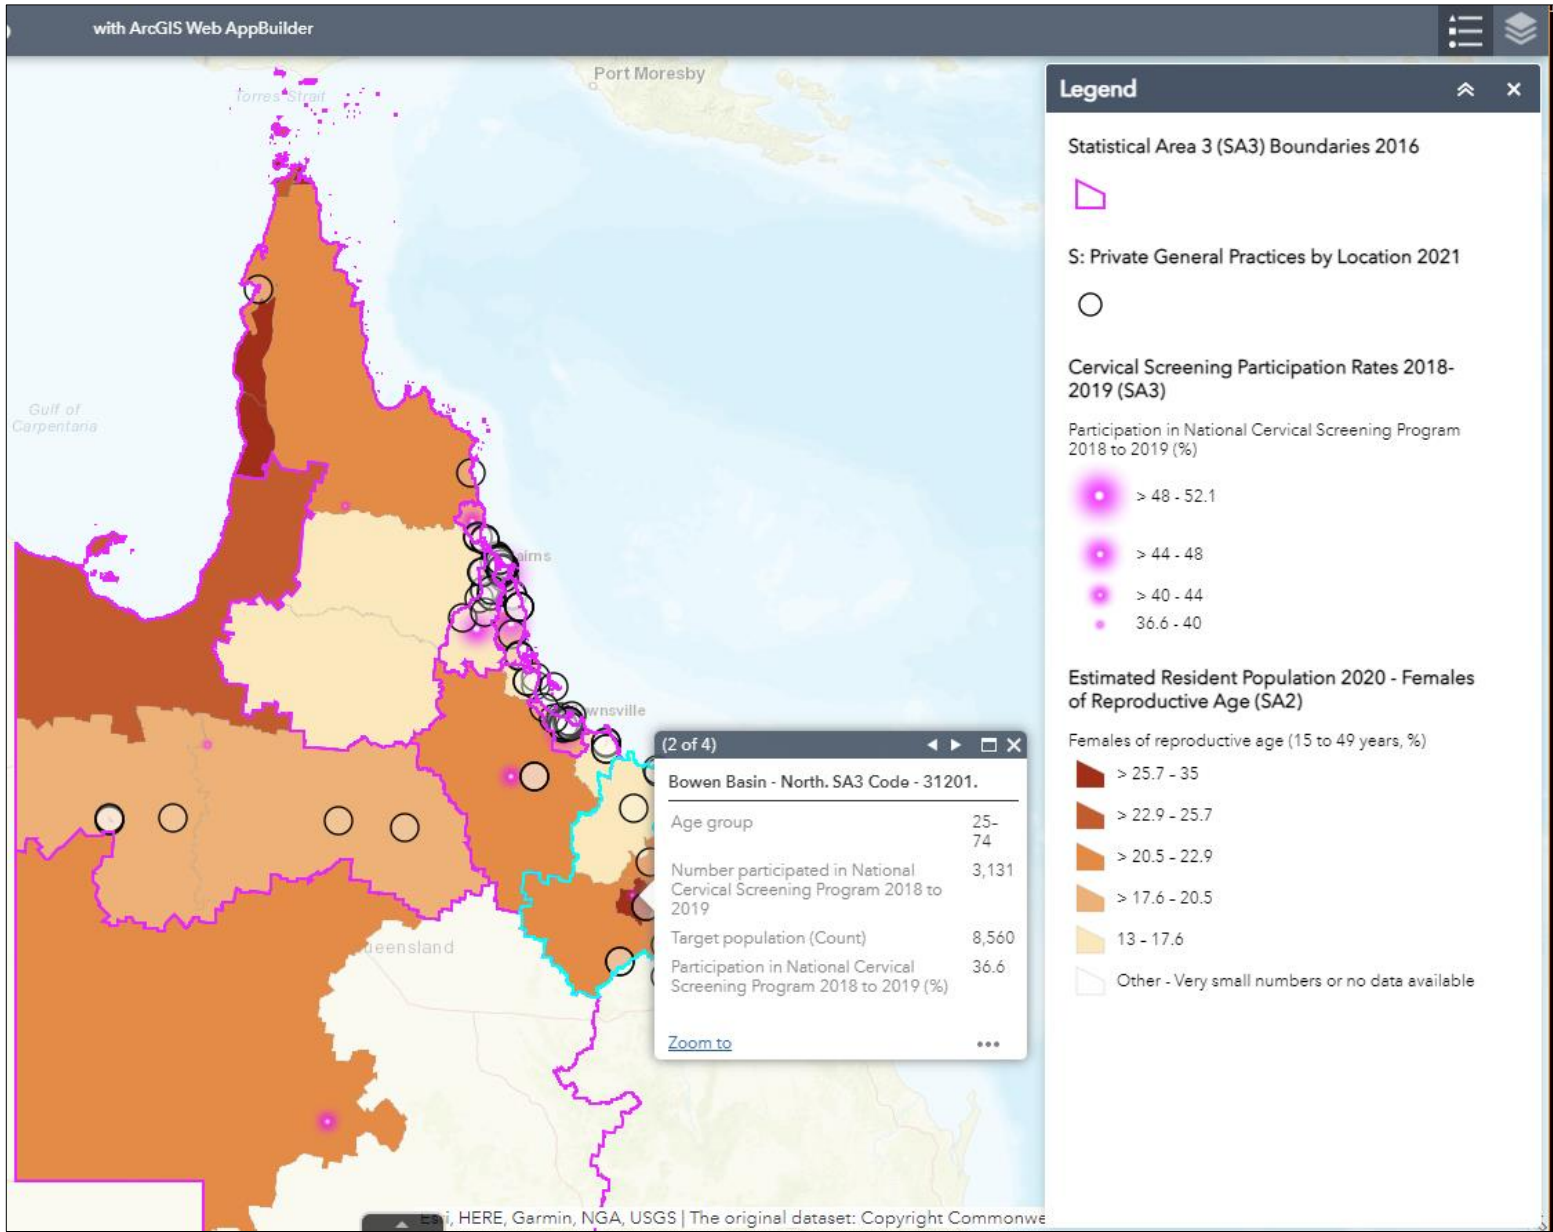 with ArcGIS Web AppBuilder
Port Moresby
Torres Strait
Gulf of
Carpentaria
airns
wnsville
ueensland
(2 of 4)
Bowen Basin - North. SA3 Code - 31201.
Age group
25-
74
Number participated in National
Cervical Screening Program 2018 to
2019
3,131
Target population (Count)
8,560
Participation in National Cervical
Screening Program 2018 to 2019 (%)
36.6
Zoom to
Esri, HERE, Garmin, NGA, USGS | The original dataset: Copyright Commonwe
Legend
Statistical Area 3 (SA3) Boundaries 2016
S: Private General Practices by Location 2021
Cervical Screening Participation Rates 2018-
2019 (SA3)
Participation in National Cervical Screening Program
2018 to 2019 (%)
> 48 - 52.1
> 44 - 48
> 40 - 44
36.6 - 40
Estimated Resident Population 2020 - Females
of Reproductive Age (SA2)
Females of reproductive age (15 to 49 years, %)
> 25.7 - 35
> 22.9 - 25.7
> 20.5 - 22.9
> 17.6 - 20.5
13 - 17.6
Other - Very small numbers or no data available